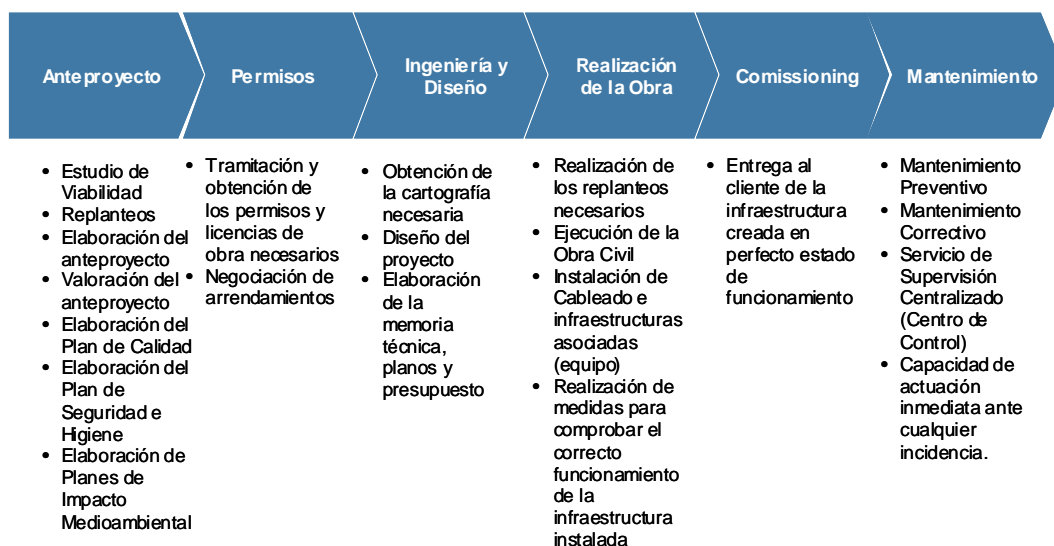 Anteproyecto
Permisos
Ingeniería y
Diseño
Realización
de la Obra
Comissioning
Mantenimiento
• Estudio de
Viabilidad
• Replanteos
• Elaboración del
anteproyecto
• Valoración del
anteproyecto
• Elaboración del
Plan de Calidad
• Elaboración del
Plan de
Seguridad e
Higiene
• Elaboración de
Planes de
Impacto
Medioambiental
• Tramitación y
obtención de
los permisos y
licencias de
obra necesarios
• Negociación de
arrendamientos
• Obtención de
la cartografía
necesaria
• Diseño del
proyecto
• Elaboración
de la
memoria
técnica,
planos y
presupuesto
• Realización de
los replanteos
necesarios
• Ejecución de la
Obra Civil
• Instalación de
Cableado e
infraestructuras
asociadas
(equipo)
• Realización de
medidas para
comprobar el
correcto
funcionamiento
de la
infraestructura
instalada
• Entrega al
cliente de la
infraestructura
creada en
perfecto estado
de
funcionamiento
• Mantenimiento
Preventivo
• Mantenimiento
Correctivo
• Servicio de
Supervisión
Centralizado
(Centro de
Control)
• Capacidad de
actuación
inmediata ante
cualquier
incidencia.